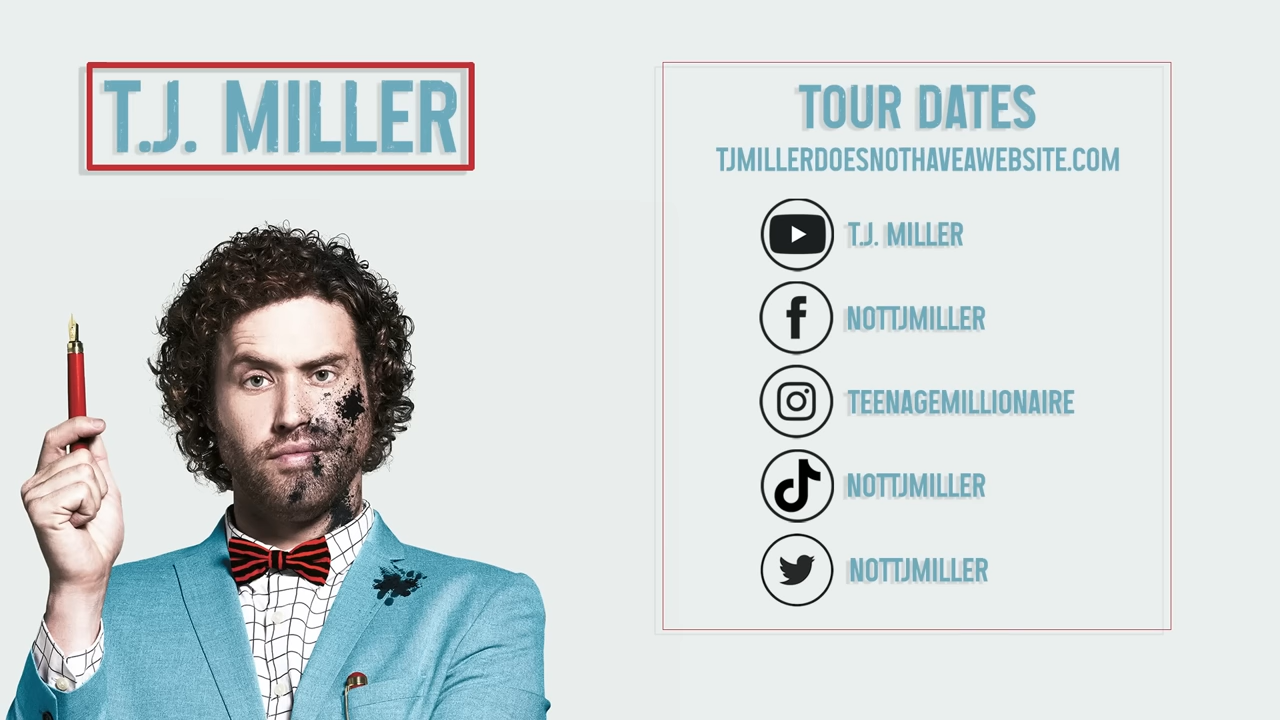 T.J. MILLER
TOUR DATES
TJMILLERDOESNOTHAVEAWEBSITE.COM
T.J. MILLER
NOTTJMILLER
TEENAGEMILLIONAIRE
NOTTJMILLER
NOTTJMILLER